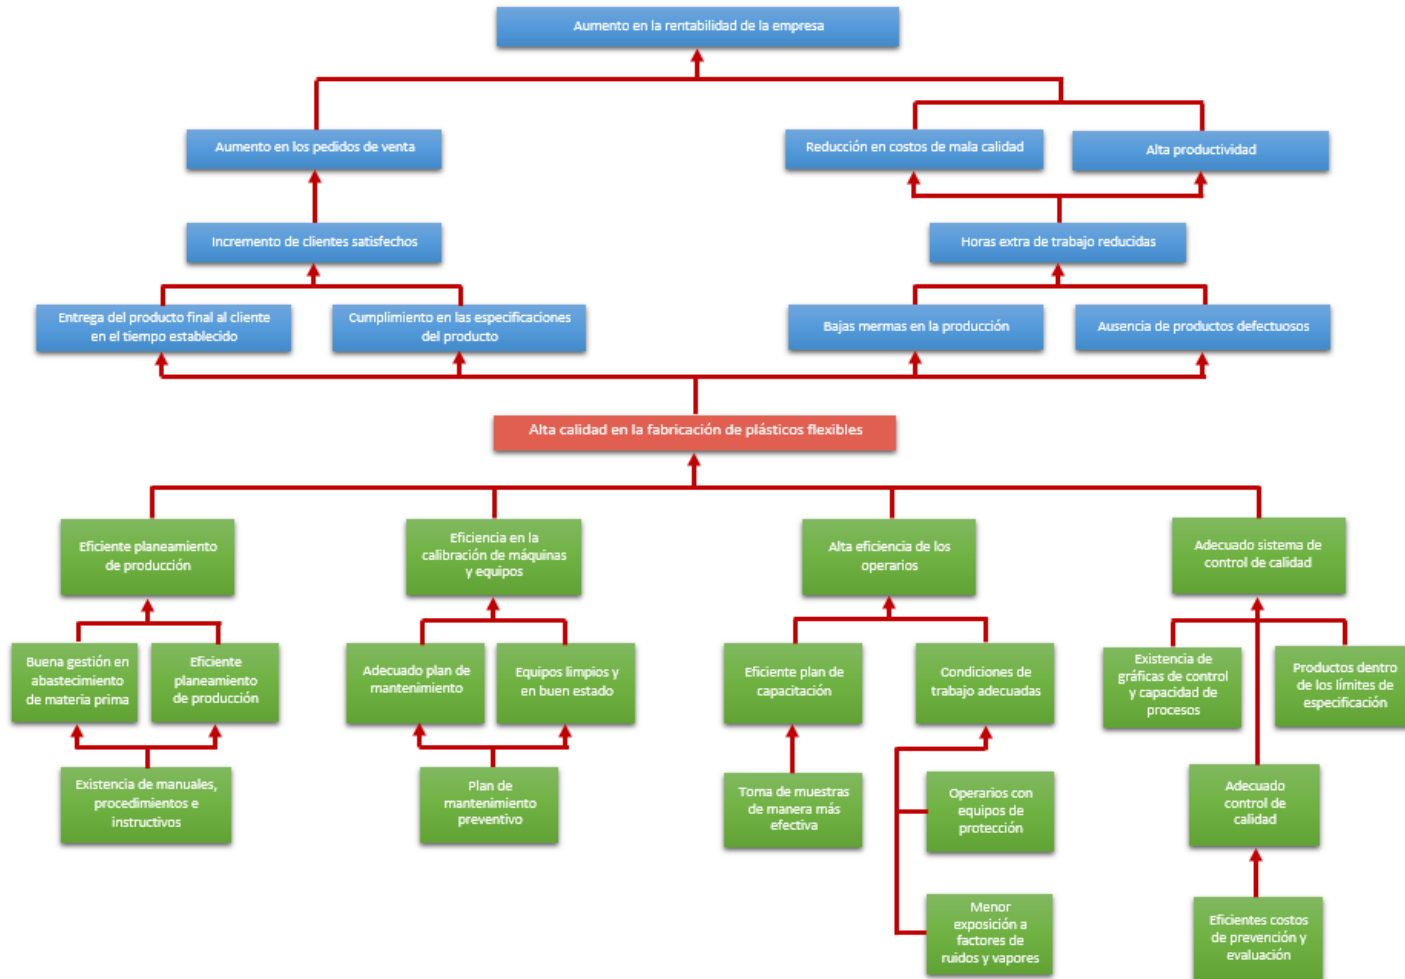 Aumento en la rentabilidad de la empresa
Aumento en los pedidos de venta
Reducción en costos de mala calidad
Alta productividad
Incremento de clientes satisfechos
Horas extra de trabajo reducidas
Entrega del producto final al cliente
en el tiempo establecido
Cumplimiento en las especificaciones
del producto
Bajas mermas en la producción
Ausencia de productos defectuosos
Alta calidad en la fabricación de plásticos flexibles
Eficiente planeamiento
de producción
Eficiencia en la
calibración de máquinas
y equipos
Alta eficiencia de los
operarios
Adecuado sistema de
control de calidad
Buena gestión en
abastecimiento
de materia prima
Eficiente
planeamiento
de producción
Adecuado plan de
mantenimiento
Equipos limpios y
en buen estado
Eficiente plan de
capacitación
Condiciones de
trabajo adecuadas
Existencia de
gráficas de control
y capacidad de
procesos
Productos dentro
de los límites de
especificación
Existencia de manuales,
procedimientos e
instructivos
Plan de
mantenimiento
preventivo
Toma de muestras
de manera más
efectiva
Operarios con
equipos de
protección
Adecuado
control de
calidad
Menor
exposición a
factores de
ruidos y vapores
Eficientes costos
de prevención y
evaluación